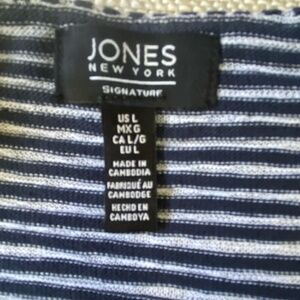 JONES
NEW YORK
SIGNATURE
US L
MX G
CA L/G
EU L
MADE IN
CAMBODIA
FABRIQUÉ AU
CAMBODGE
HECHO EN
CAMBOYA